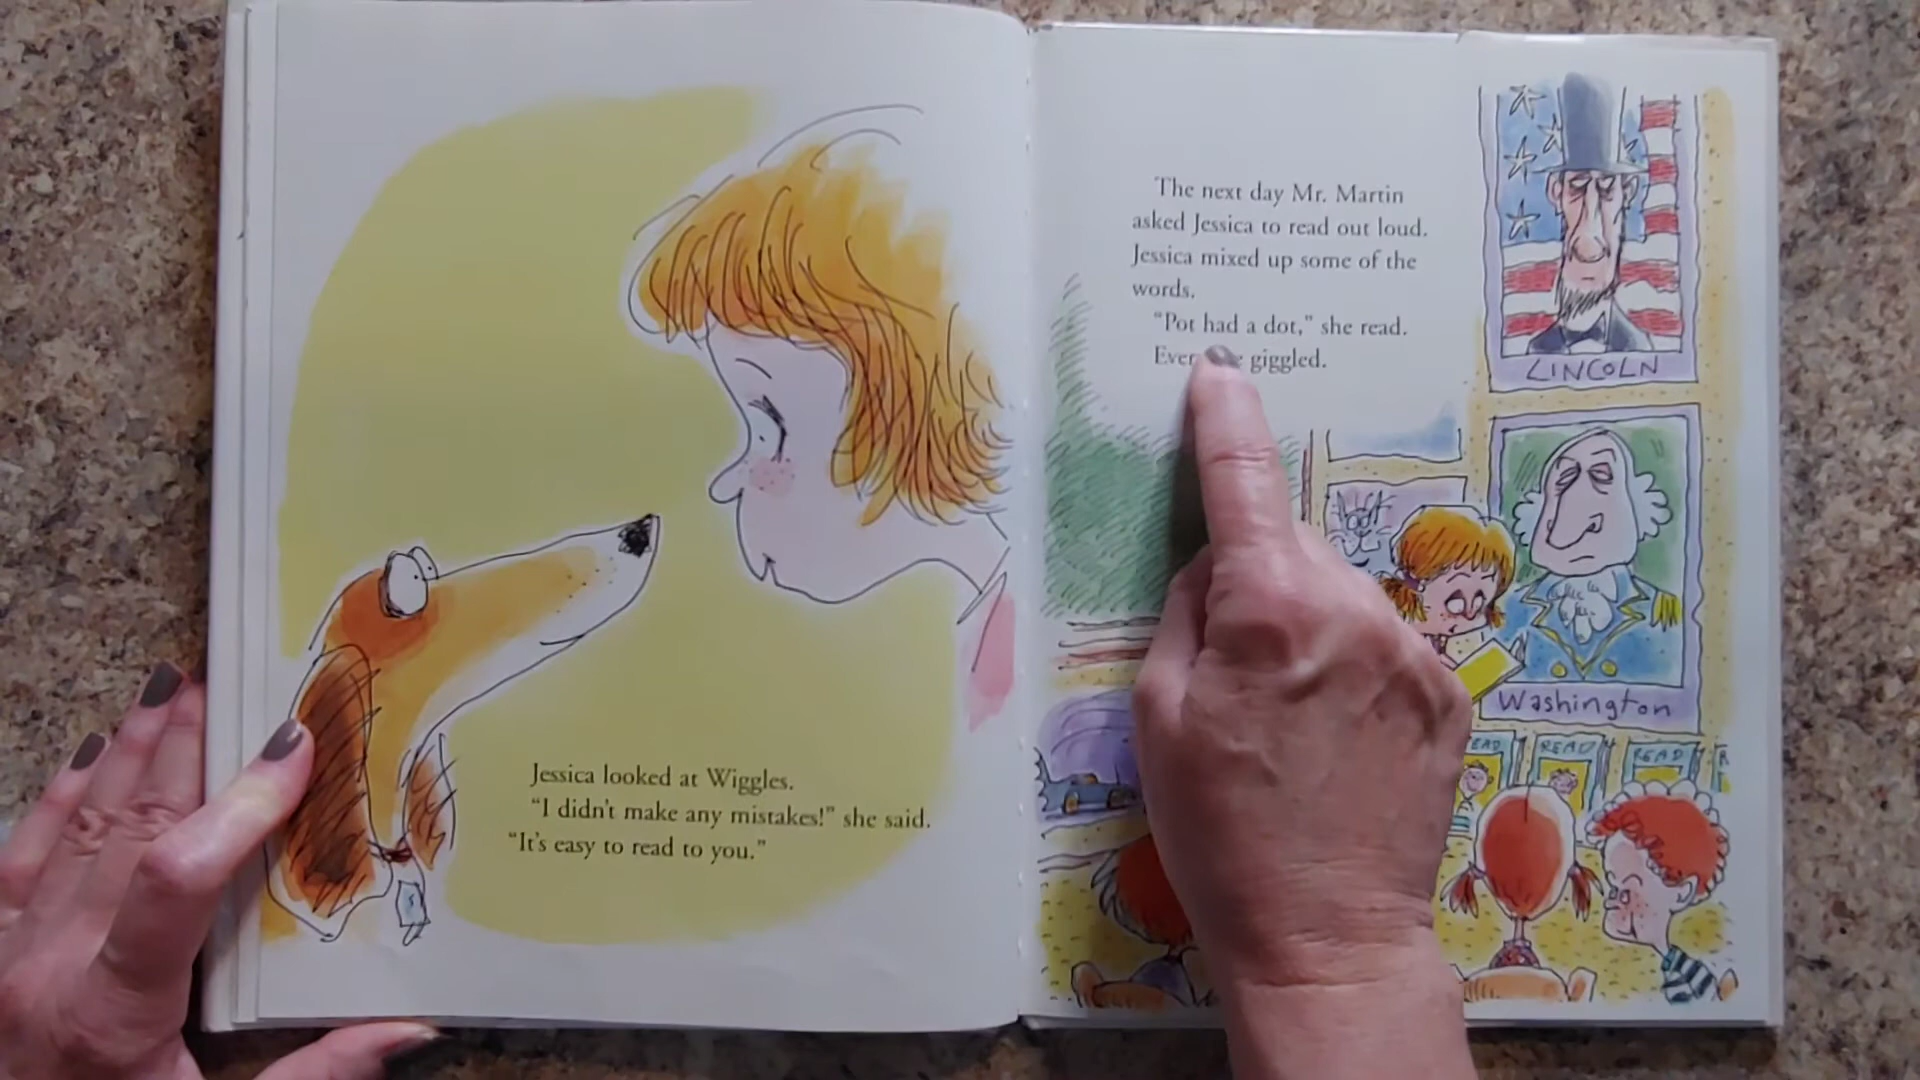 Jessica looked at Wiggles.
"I didn't make any mistakes!" she said.
"It's easy to read to you."
The next day Mr. Martin
asked Jessica to read out loud.
Jessica mixed up some of the
words.
"Pot had a dot," she read.
giggled.
LINCOLN
Washington
READ
READ